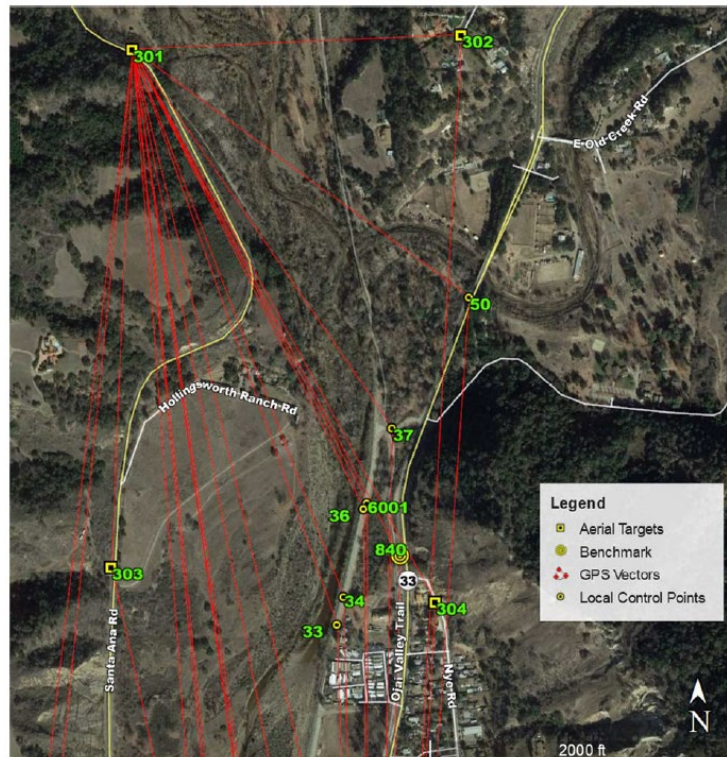 301
302
E Old Creek Rd
50
Hollingsworth Ranch Rd
37
6001
36
840
303
33
34
304
33
Santa Ana Rd
Ojai Valley Trail
Nye Rd
Legend
Aerial Targets
Benchmark
GPS Vectors
Local Control Points
N
2000 ft